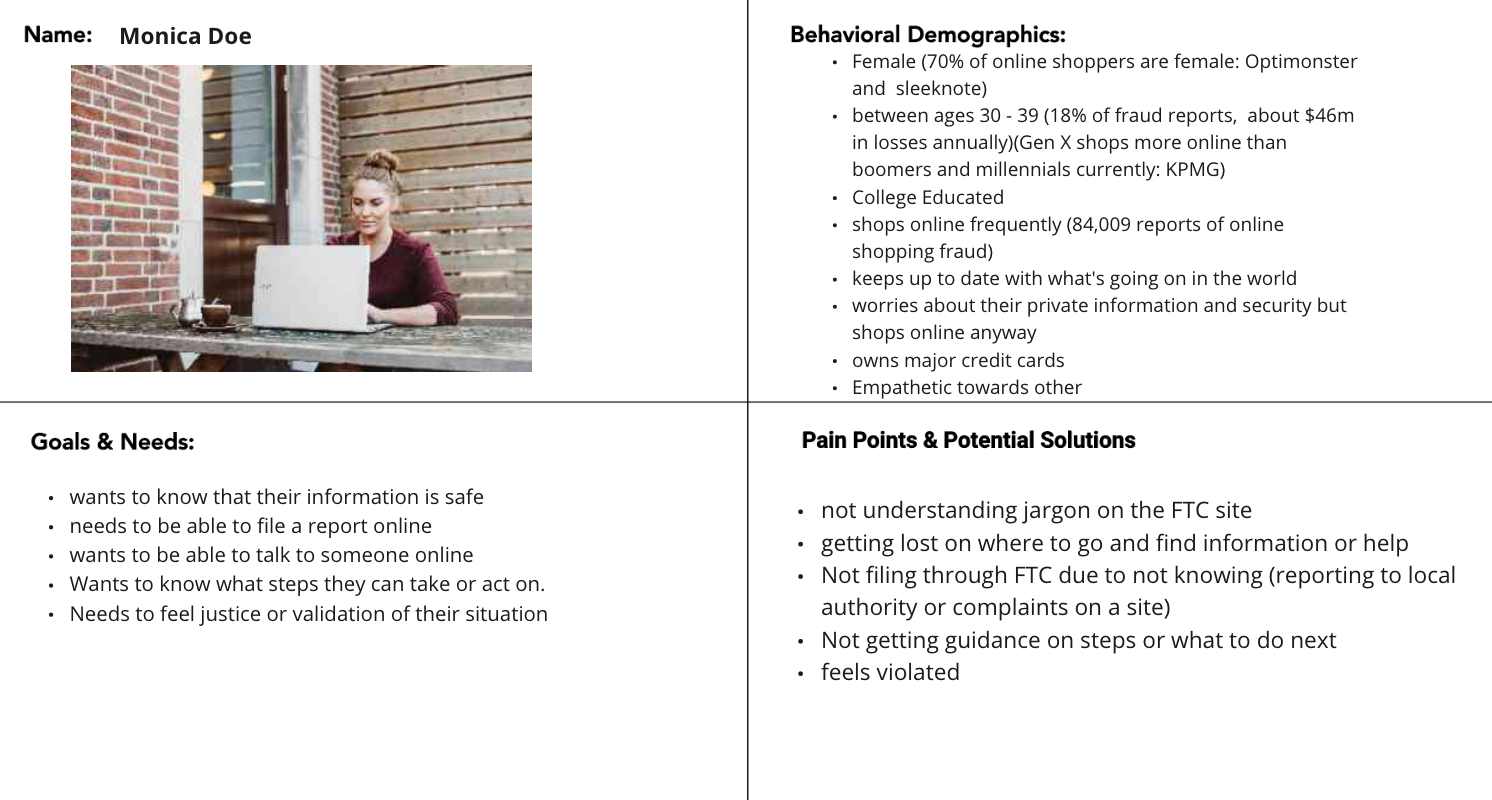 Name: Monica Doe
Behavioral Demographics:
• Female (70% of online shoppers are female: Optimonster
and  sleeknote)
• between ages 30 - 39 (18% of fraud reports,  about $46m
in losses annually)(Gen X shops more online than
boomers and millennials currently: KPMG)
• College Educated
• shops online frequently (84,009 reports of online
shopping fraud)
• keeps up to date with what's going on in the world
• worries about their private information and security but
shops online anyway
• owns major credit cards
• Empathetic towards other
Goals & Needs:
• wants to know that their information is safe
• needs to be able to file a report online
• wants to be able to talk to someone online
• Wants to know what steps they can take or act on.
• Needs to feel justice or validation of their situation
Pain Points & Potential Solutions
• not understanding jargon on the FTC site
• getting lost on where to go and find information or help
• Not filing through FTC due to not knowing (reporting to local
authority or complaints on a site)
• Not getting guidance on steps or what to do next
• feels violated